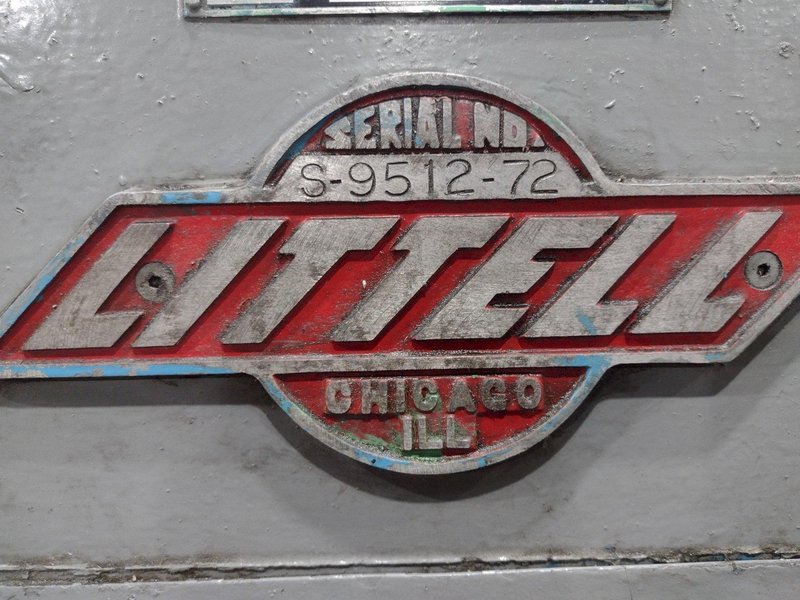 SERIAL NO.
S-9512-72
LITTELL
CHICAGO
ILL